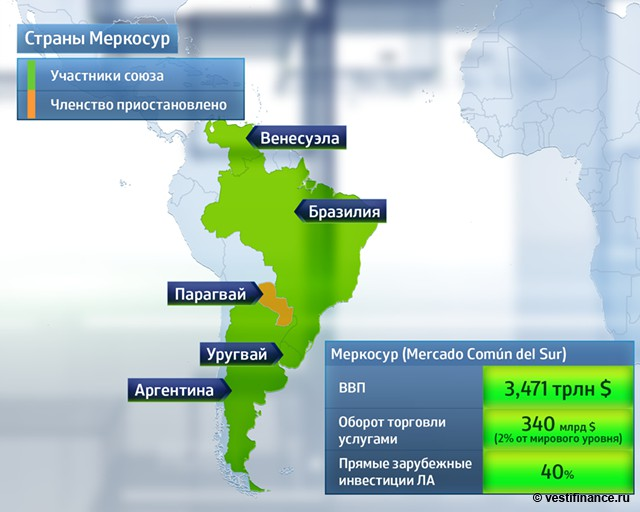 Страны Меркосур
Участники союза
Членство приостановлено
Венесуэла
Бразилия
Парагвай
Уругвай
Аргентина
Меркосур (Mercado Común del Sur)
ВВП
3,471 трлн $
Оборот торговли
услугами
340 млрд $
(2% от мирового уровня)
Прямые зарубежные
инвестиции ЛА
40%
© vestifinance.ru